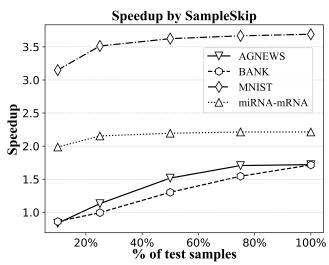 Speedup by SampleSkip
3.5
3.0
2.5
2.0
1.5
1.0
Speedup
AGNEWS
BANK
MNIST
miRNA-mRNA
20%
40%
60%
80%
100%
% of test samples